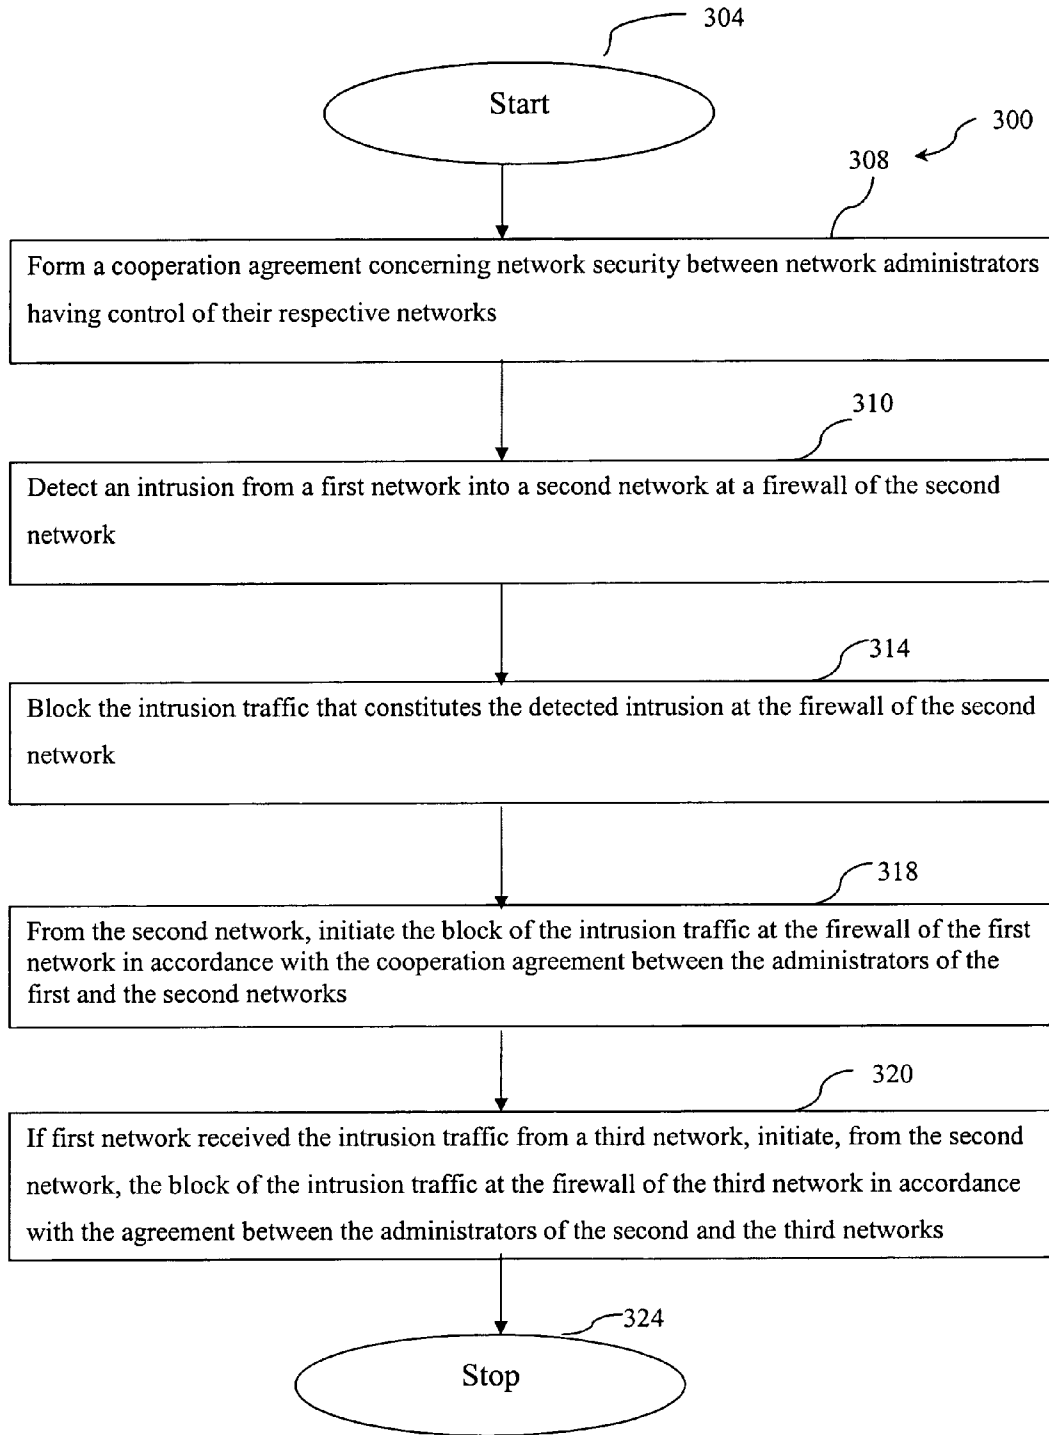 304
Start
300
308
Form a cooperation agreement concerning network security between network administrators
having control of their respective networks
310
Detect an intrusion from a first network into a second network at a firewall of the second
network
314
Block the intrusion traffic that constitutes the detected intrusion at the firewall of the second
network
318
From the second network, initiate the block of the intrusion traffic at the firewall of the first
network in accordance with the cooperation agreement between the administrators of the
first and the second networks
320
If first network received the intrusion traffic from a third network, initiate, from the second
network, the block of the intrusion traffic at the firewall of the third network in accordance
with the agreement between the administrators of the second and the third networks
324
Stop